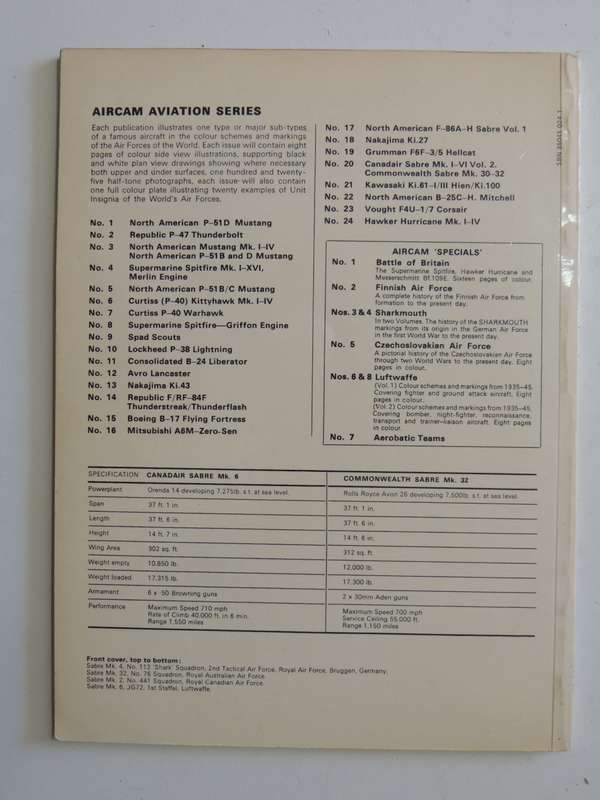 AIRCAM AVIATION SERIES
Each publication illustrates one type or major sub-types
of a famous aircraft in the colour schemes and markings
of the Air Forces of the World. Each issue will contain eight
pages of colour side view illustrations, supporting black
and white plan view drawings showing where necessary
both upper and under surfaces, one hundred and twenty-
five half-tone photographs, each issue will also contain
one full colour plate illustrating twenty examples of Unit
Insignia of the World's Air Forces.
No. 1 North American P–51D Mustang
No. 2 Republic P–47 Thunderbolt
No. 3 North American Mustang Mk. I–IV
North American P–51B and D Mustang
No. 4 Supermarine Spitfire Mk. I–XVI,
Merlin Engine
No. 5 North American P–51B/C Mustang
No. 6 Curtiss (P–40) Kittyhawk Mk. I–IV
No. 7 Curtiss P–40 Warhawk
No. 8 Supermarine Spitfire—Griffon Engine
No. 9 Spad Scouts
No. 10 Lockheed P–38 Lightning
No. 11 Consolidated B–24 Liberator
No. 12 Avro Lancaster
No. 13 Nakajima Ki.43
No. 14 Republic F/RF–84F
Thunderstreak/Thunderflash
No. 15 Boeing B–17 Flying Fortress
No. 16 Mitsubishi A6M–Zero-Sen
No. 17 North American F–86A–H Sabre Vol. 1
No. 18 Nakajima Ki.27
No. 19 Grumman F6F–3/5 Hellcat
No. 20 Canadair Sabre Mk. I–VI Vol. 2.
Commonwealth Sabre Mk. 30–32
No. 21 Kawasaki Ki.61–I/III Hien/Ki.100
No. 22 North American B–25C–H. Mitchell
No. 23 Vought F4U–1/7 Corsair
No. 24 Hawker Hurricane Mk. I–IV
AIRCAM 'SPECIALS'
No. 1 Battle of Britain
The Supermarine Spitfire, Hawker Hurricane and
Messerschmitt Bf.109E. Sixteen pages of colour.
No. 2 Finnish Air Force
A complete history of the Finnish Air Force from
formation to the present day.
Nos. 3 & 4 Sharkmouth
In two Volumes. The history of the SHARKMOUTH
markings from its origin in the German Air Force
in the first World War to the present day.
No. 5 Czechoslovakian Air Force
A pictorial history of the Czechoslovakian Air Force
through two World Wars to the present day. Eight
pages in colour.
Nos. 6 & 8 Luftwaffe
(Vol. 1) Colour schemes and markings from 1935–45.
Covering fighter and ground attack aircraft. Eight
pages in colour.
(Vol. 2) Colour schemes and markings from 1935–45.
Covering bomber, night-fighter, reconnaissance,
transport and trainer-liaison aircraft. Eight pages
in colour.
No. 7 Aerobatic Teams
SPECIFICATION CANADAIR SABRE Mk. 6 COMMONWEALTH SABRE Mk. 32
Powerplant Orenda 14 developing 7,275lb. s.t. at sea level. Rolls Royce Avon 26 developing 7,500lb. s.t. at sea level.
Span 37 ft. 1 in. 37 ft. 1 in.
Length 37 ft. 6 in. 37 ft. 6 in.
Height 14 ft. 7 in. 14 ft. 6 in.
Wing Area 302 sq. ft. 312 sq. ft.
Weight empty 10,850 lb. 12,000 lb.
Weight loaded 17,315 lb. 17,300 lb.
Armament 6 x ·50 Browning guns 2 x 30mm Aden guns
Performance Maximum Speed 710 mph Maximum Speed 700 mph
Rate of Climb 40,000 ft. in 6 min. Service Ceiling 55,000 ft.
Range 1,550 miles Range 1,150 miles
Front cover, top to bottom:
Sabre Mk. 4, No. 112 'Shark' Squadron, 2nd Tactical Air Force, Royal Air Force, Bruggen, Germany.
Sabre Mk. 32, No. 76 Squadron, Royal Australian Air Force.
Sabre Mk. 2, No. 441 Squadron, Royal Canadian Air Force.
Sabre Mk. 6, JG72, 1st Staffel, Luftwaffe.